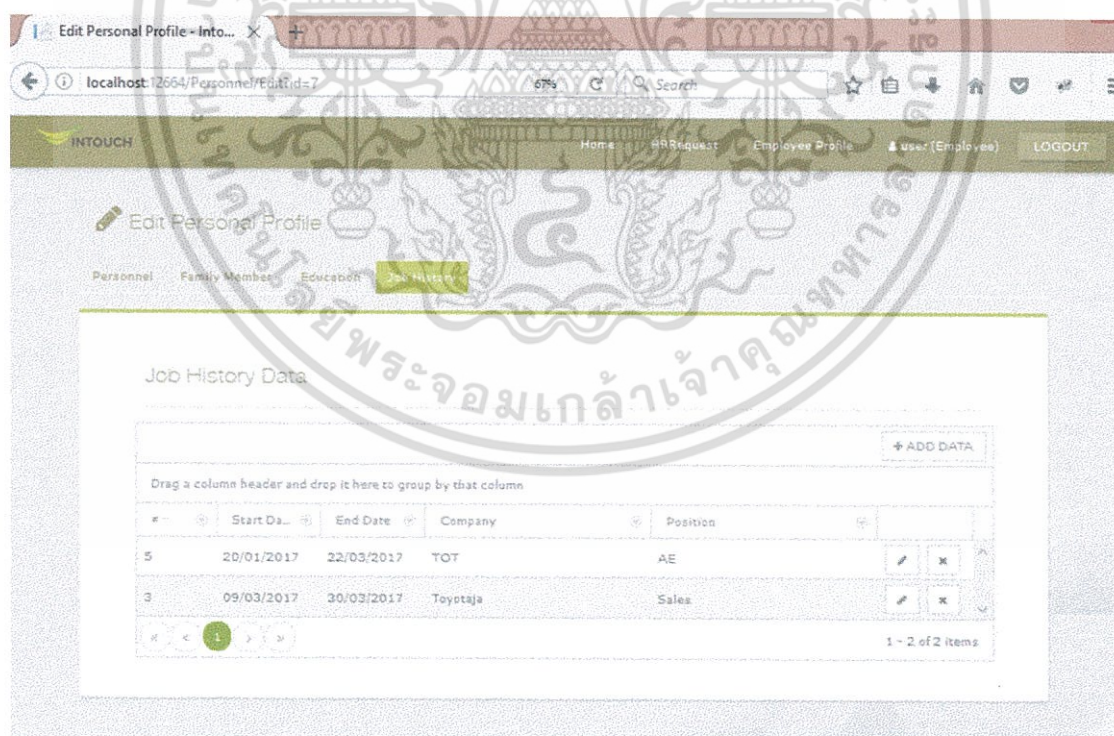 Edit Personal Profile - Into...
localhost:12664/Personnel/Edit?id=7
67%
Search
INTOUCH
Home
HRRequest
Employee Profile
user (Employee)
LOGOUT
Edit Personal Profile
Personnel
Family Member
Education
Job History
พระจอมเกล้าเจ้าคุณทหาร
Job History Data
+ ADD DATA
Drag a column header and drop it here to group by that column
# Start Da... End Date Company Position
5 20/01/2017 22/03/2017 TOT AE
3 09/03/2017 30/03/2017 Toyotaja Sales
1
1 - 2 of 2 items